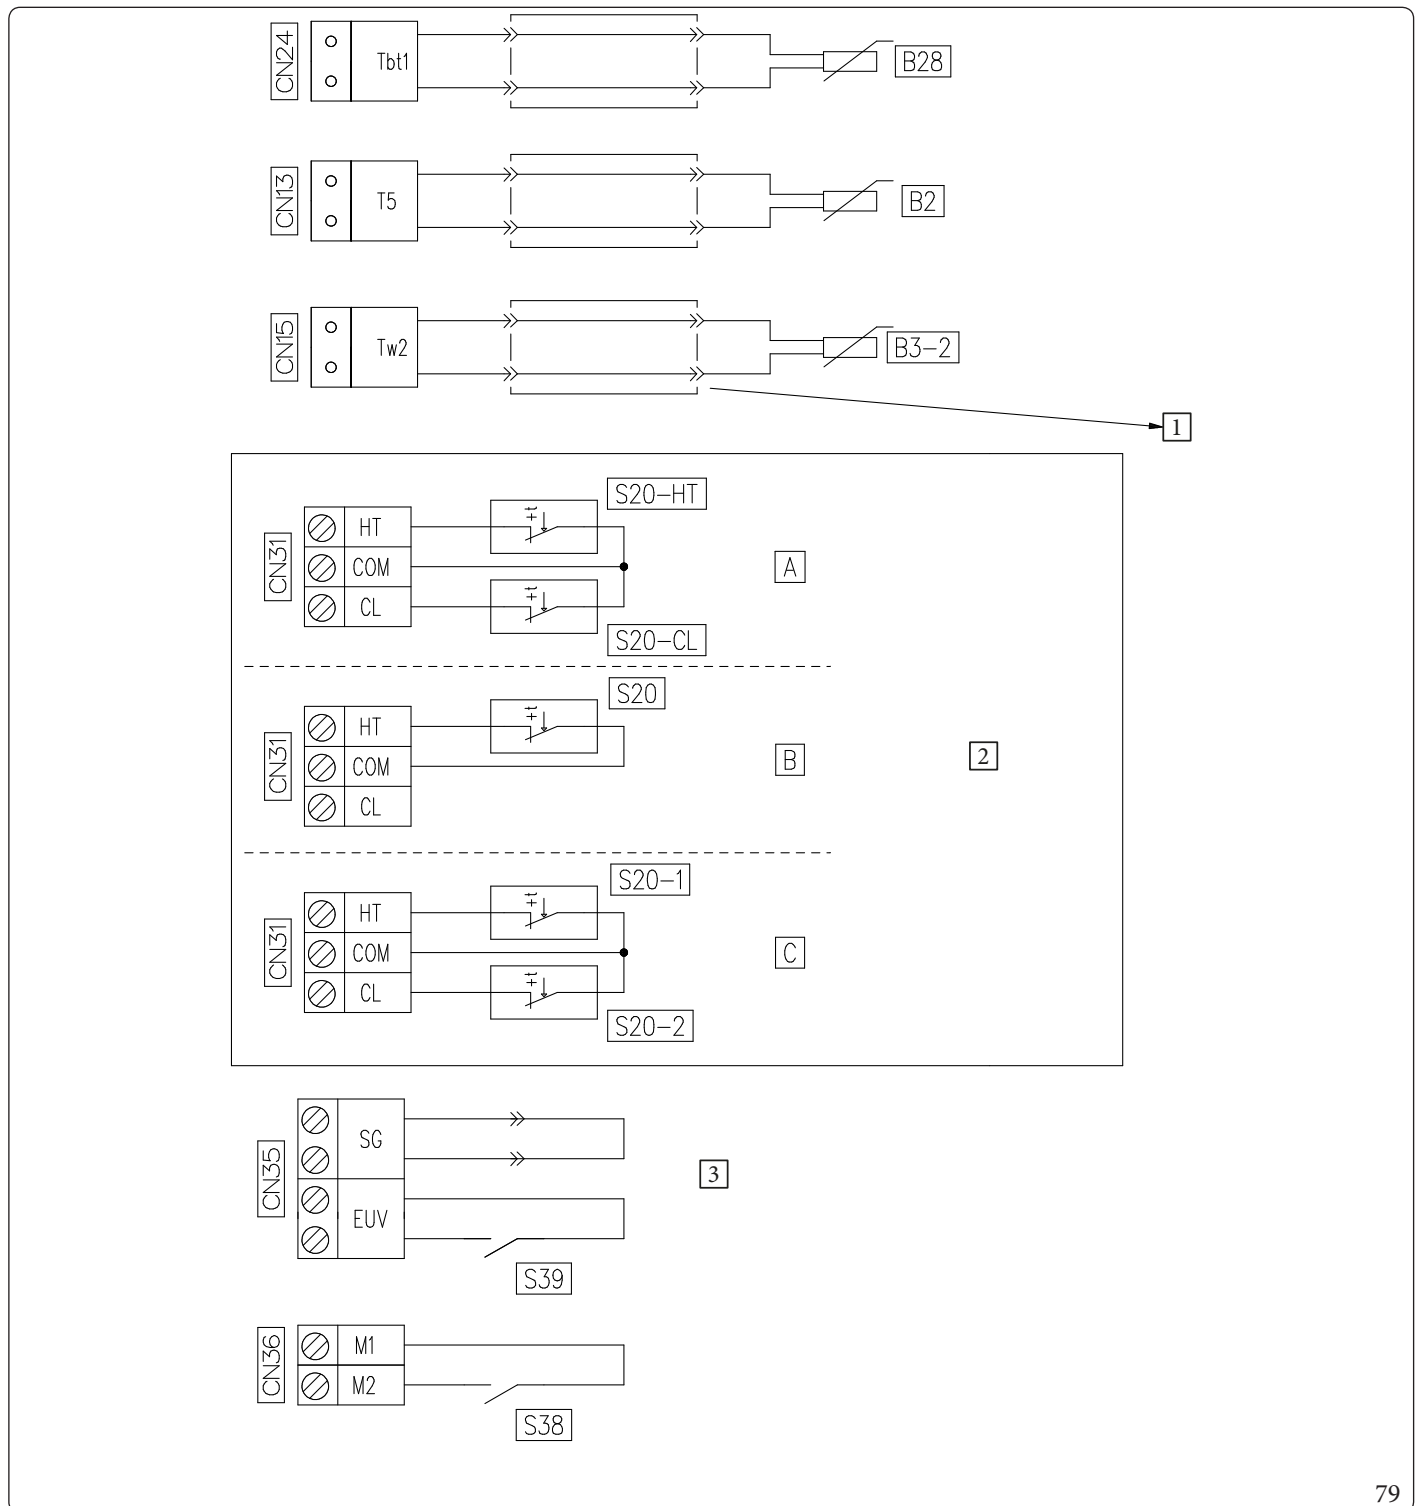 CN24
Tbt1
B28
CN13
T5
B2
CN15
Tw2
B3-2
1
S20-HT
CN31
HT
COM
CL
+t
+t
A
S20-CL
S20
CN31
HT
COM
CL
+t
B
2
S20-1
CN31
HT
COM
CL
+t
+t
C
S20-2
CN35
SG
EUV
3
S39
CN36
M1
M2
S38
79